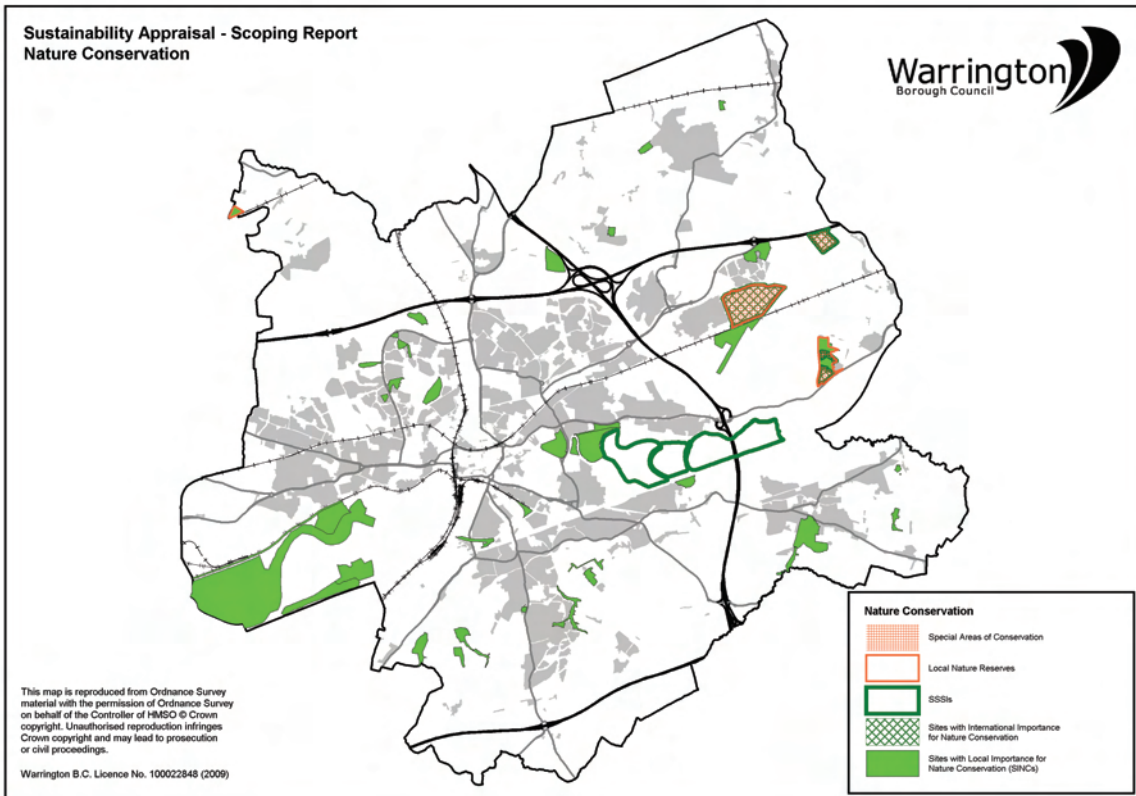 Sustainability Appraisal - Scoping Report
Nature Conservation
Warrington
Borough Council
Nature Conservation
Special Areas of Conservation
Local Nature Reserves
SSSIs
Sites with International Importance
for Nature Conservation
Sites with Local Importance for
Nature Conservation (SINCs)
This map is reproduced from Ordnance Survey
material with the permission of Ordnance Survey
on behalf of the Controller of HMSO © Crown
copyright. Unauthorised reproduction infringes
Crown copyright and may lead to prosecution
or civil proceedings.
Warrington B.C. Licence No. 100022848 (2009)